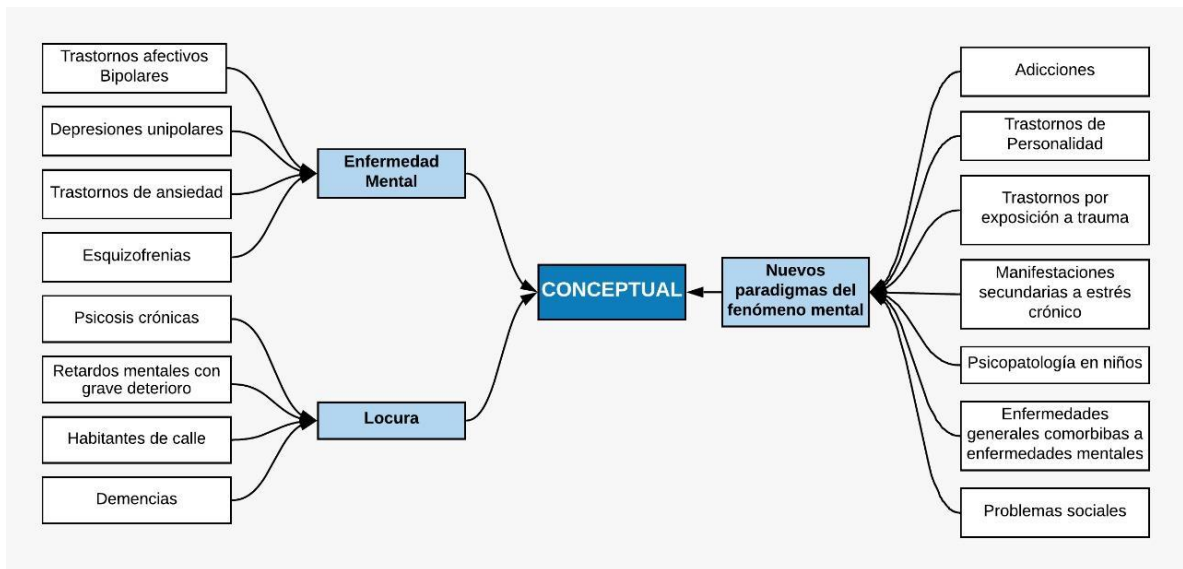 Trastornos afectivos
Bipolares
Depresiones unipolares
Trastornos de ansiedad
Esquizofrenias
Psicosis crónicas
Retardos mentales con
grave deterioro
Habitantes de calle
Demencias
Enfermedad
Mental
Locura
CONCEPTUAL
Nuevos
paradigmas del
fenómeno mental
Adicciones
Trastornos de
Personalidad
Trastornos por
exposición a trauma
Manifestaciones
secundarias a estrés
crónico
Psicopatología en niños
Enfermedades
generales comorbibas a
enfermedades mentales
Problemas sociales